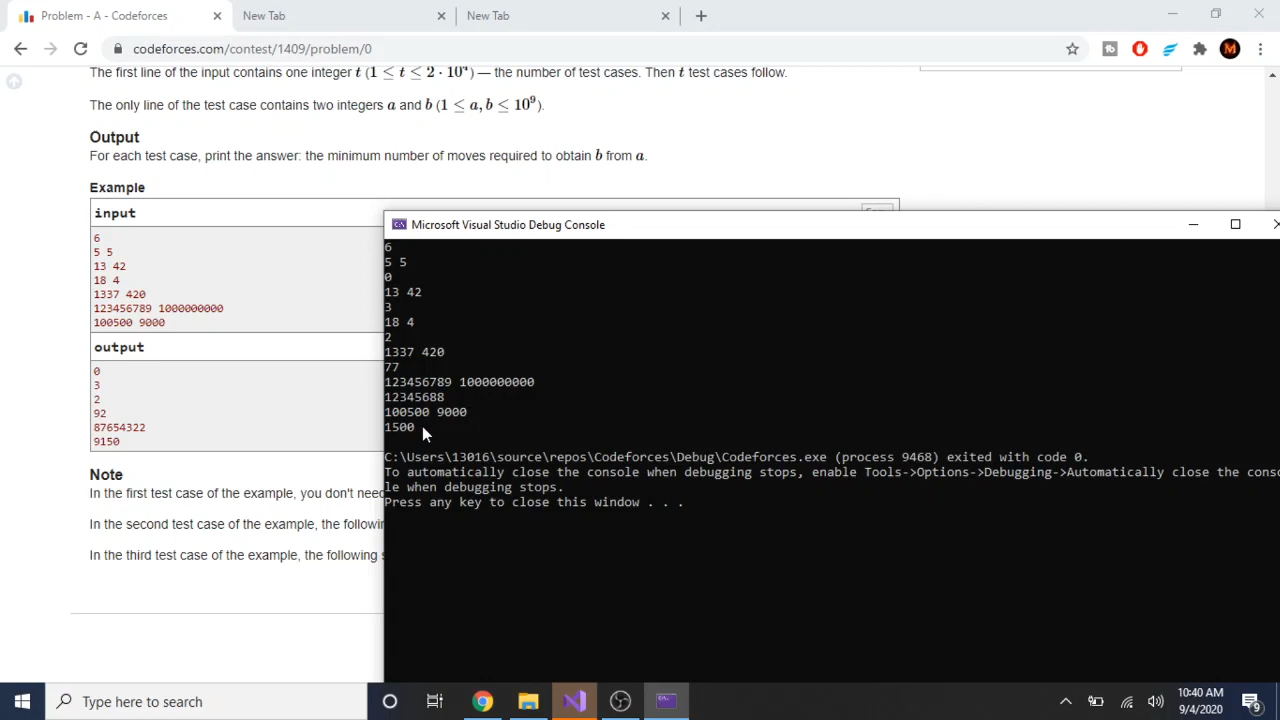 Problem - A - Codeforces
New Tab
New Tab
codeforces.com/contest/1409/problem/0
The first line of the input contains one integer t (1 ≤ t ≤ 2 · 10⁴) — the number of test cases. Then t test cases follow.
The only line of the test case contains two integers a and b (1 ≤ a, b ≤ 10⁹).
Output
For each test case, print the answer: the minimum number of moves required to obtain b from a.
Example
input
6
5 5
13 42
18 4
1337 420
123456789 1000000000
100500 9000
output
0
3
2
92
87654322
9150
Note
In the first test case of the example, you don't need
In the second test case of the example, the following
In the third test case of the example, the following s
Microsoft Visual Studio Debug Console
6
5 5
0
13 42
3
18 4
2
1337 420
77
123456789 1000000000
12345688
100500 9000
1500
C:\Users\13016\source\repos\Codeforces\Debug\Codeforces.exe (process 9468) exited with code 0.
To automatically close the console when debugging stops, enable Tools->Options->Debugging->Automatically close the conso
le when debugging stops.
Press any key to close this window . . .
Type here to search
10:40 AM
9/4/2020
9